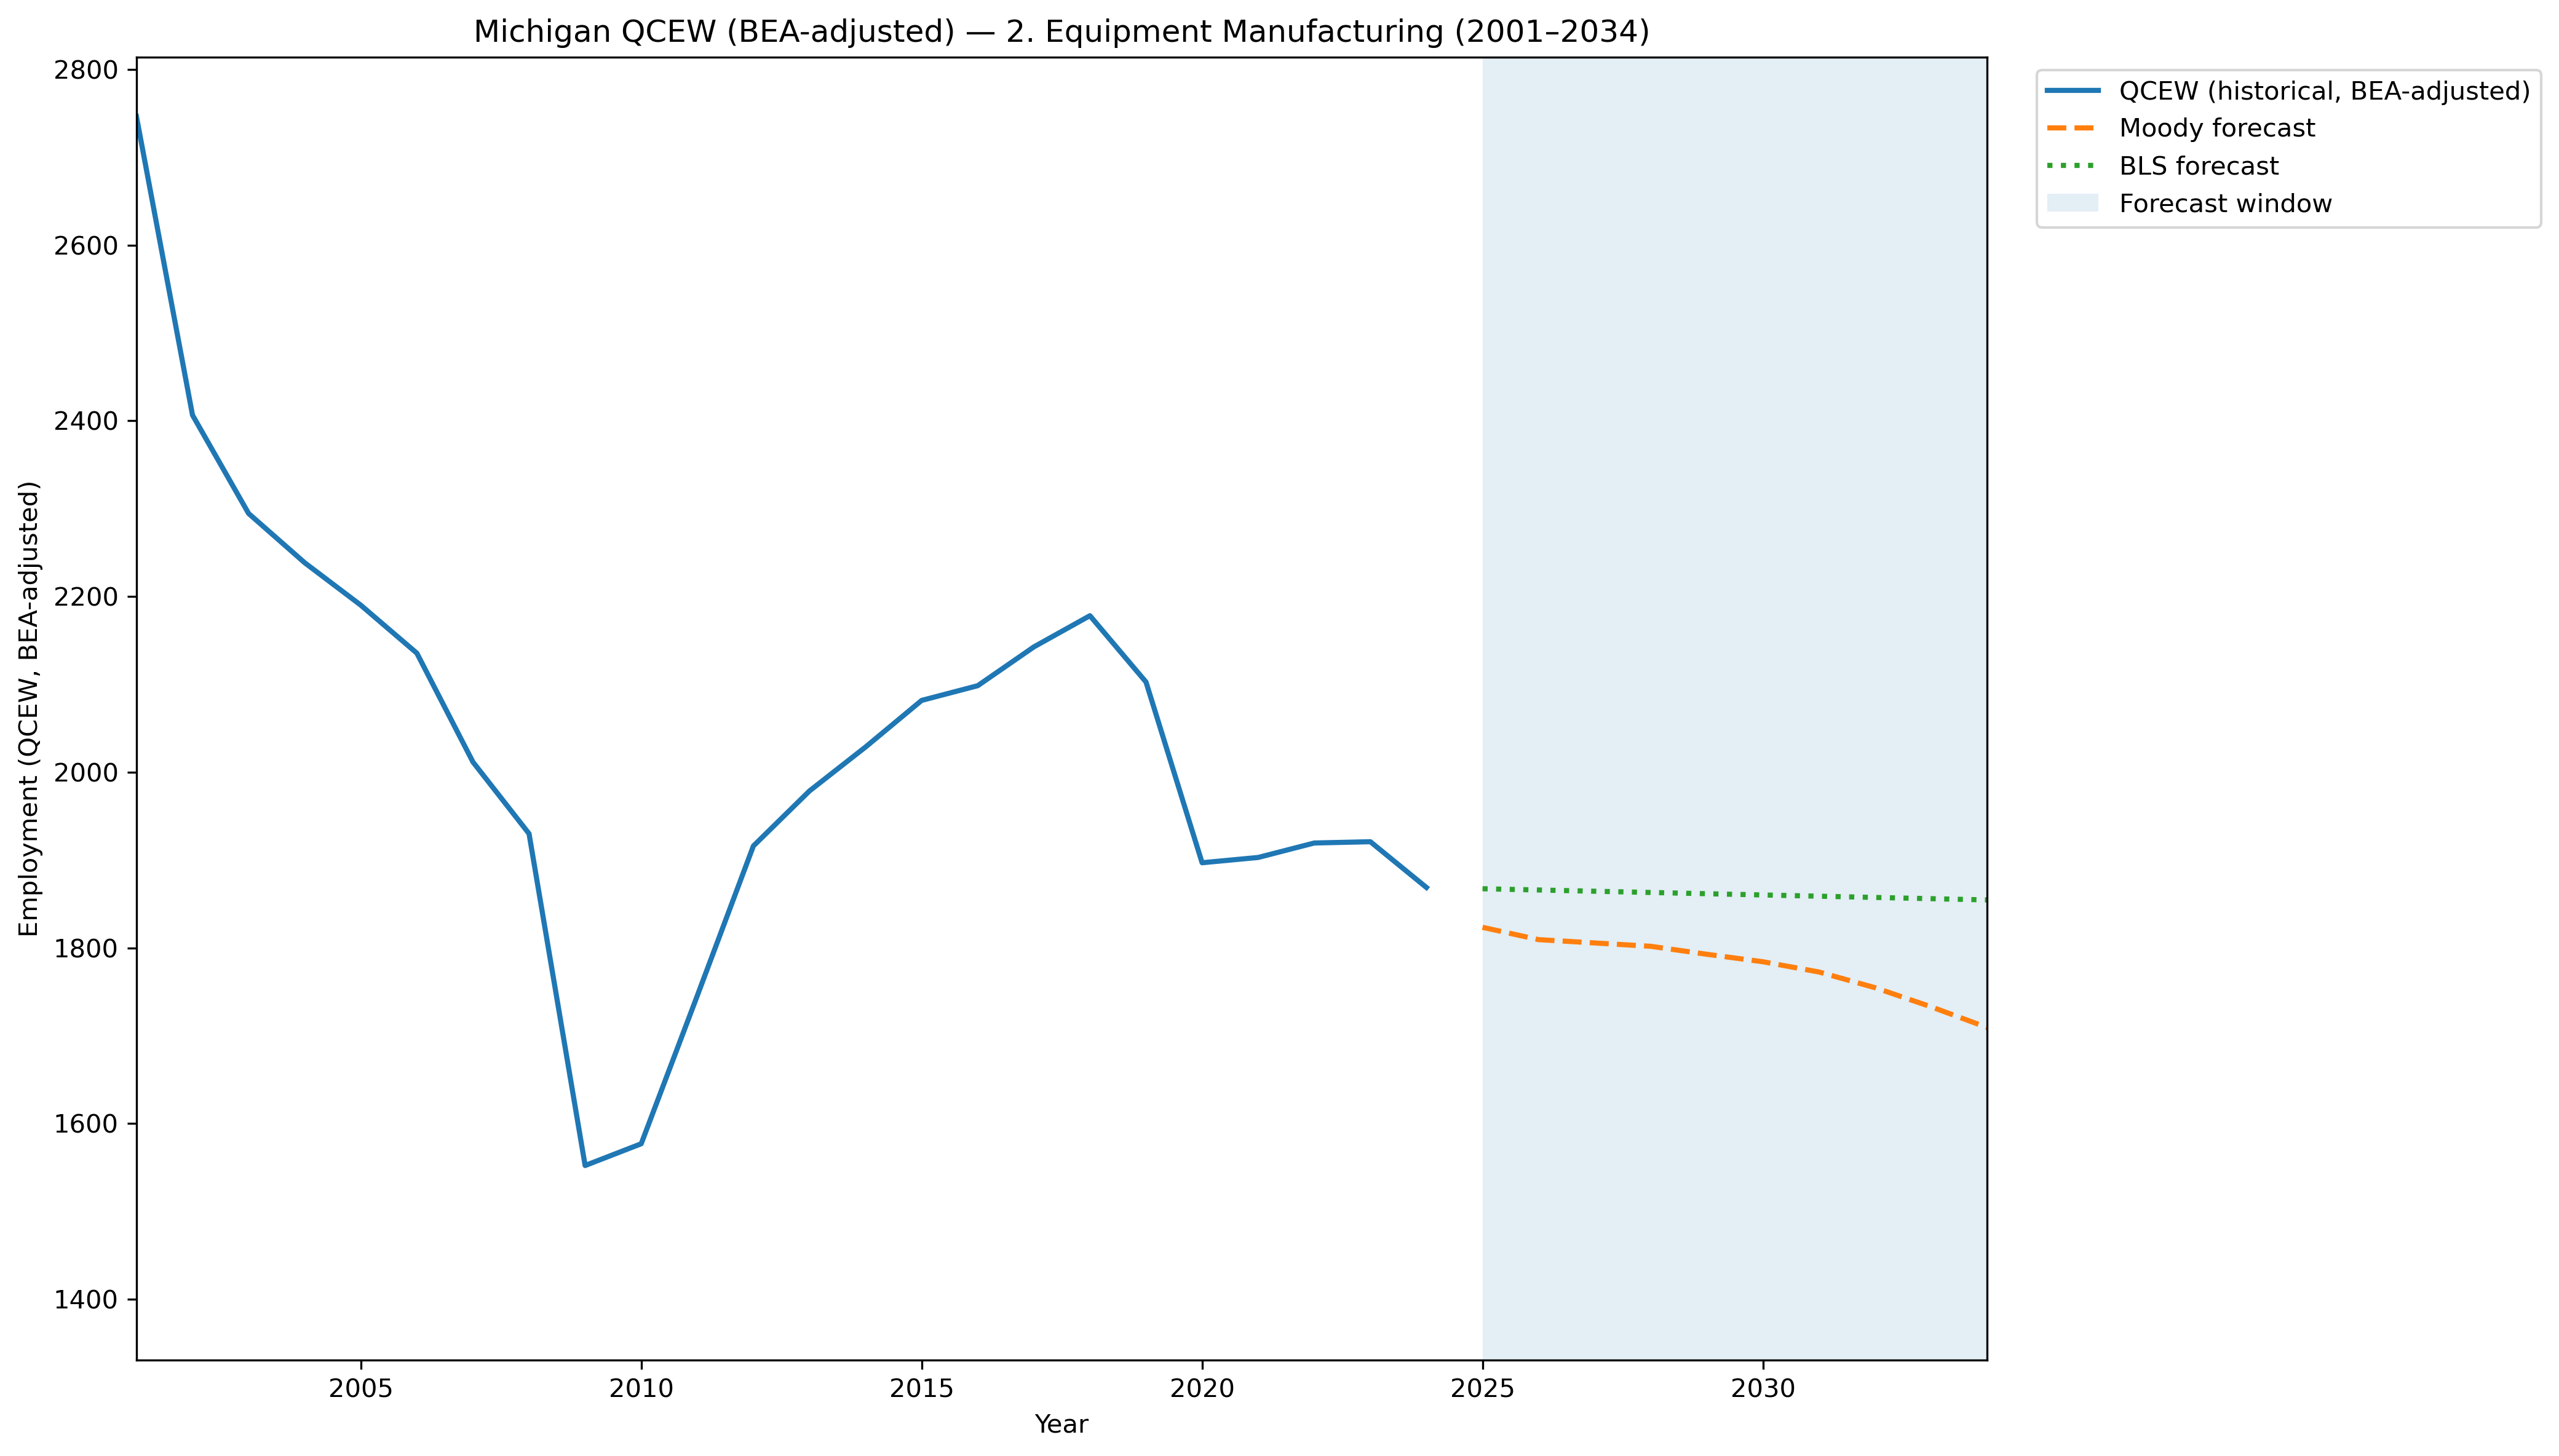 Michigan QCEW (BEA-adjusted) — 2. Equipment Manufacturing (2001–2034)
2800
2600
2400
2200
2000
1800
1600
1400
Employment (QCEW, BEA-adjusted)
2005
2010
2015
2020
2025
2030
Year
QCEW (historical, BEA-adjusted)
Moody forecast
BLS forecast
Forecast window